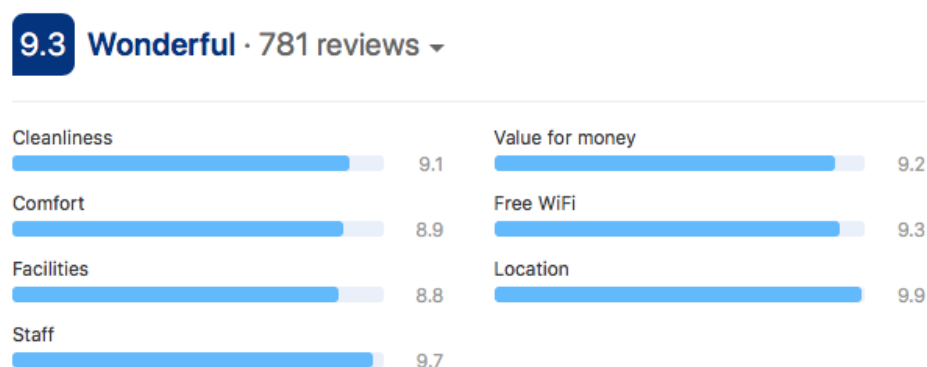 9.3 Wonderful · 781 reviews
Cleanliness
9.1
Comfort
8.9
Facilities
8.8
Staff
9.7
Value for money
9.2
Free WiFi
9.3
Location
9.9